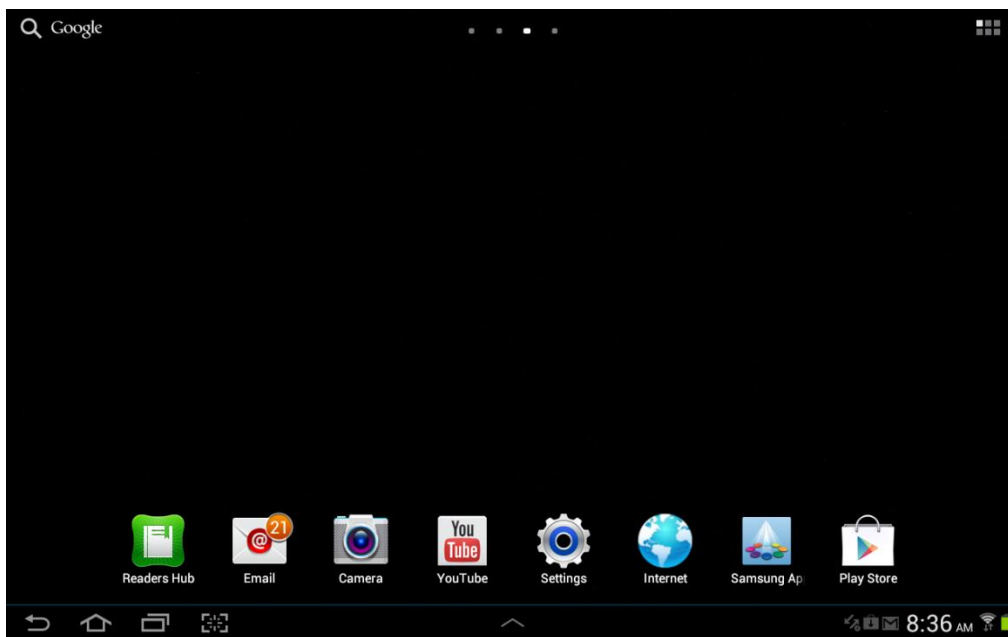 Google
21
You
Tube
Readers Hub
Email
Camera
YouTube
Settings
Internet
Samsung Ap
Play Store
8:36 AM